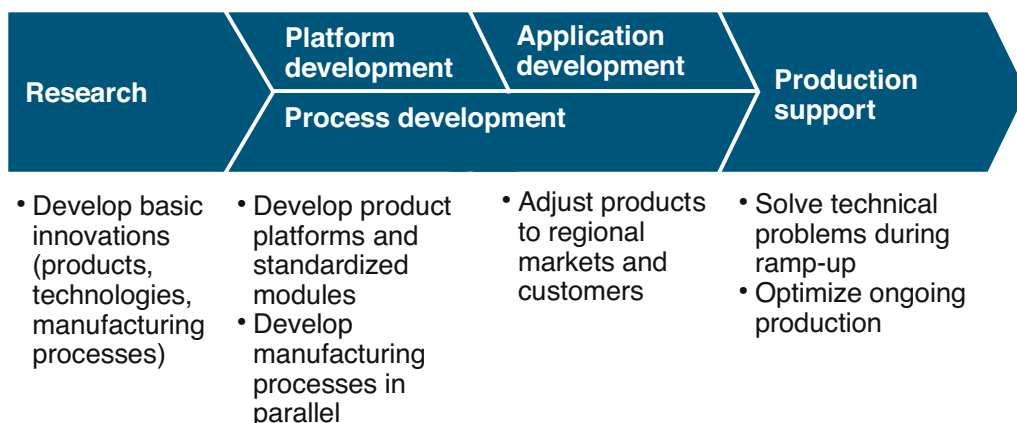 Research
Platform
development
Application
development
Process development
Production
support
• Develop basic
innovations
(products,
technologies,
manufacturing
processes)
• Develop product
platforms and
standardized
modules
• Develop
manufacturing
processes in
parallel
• Adjust products
to regional
markets and
customers
• Solve technical
problems during
ramp-up
• Optimize ongoing
production